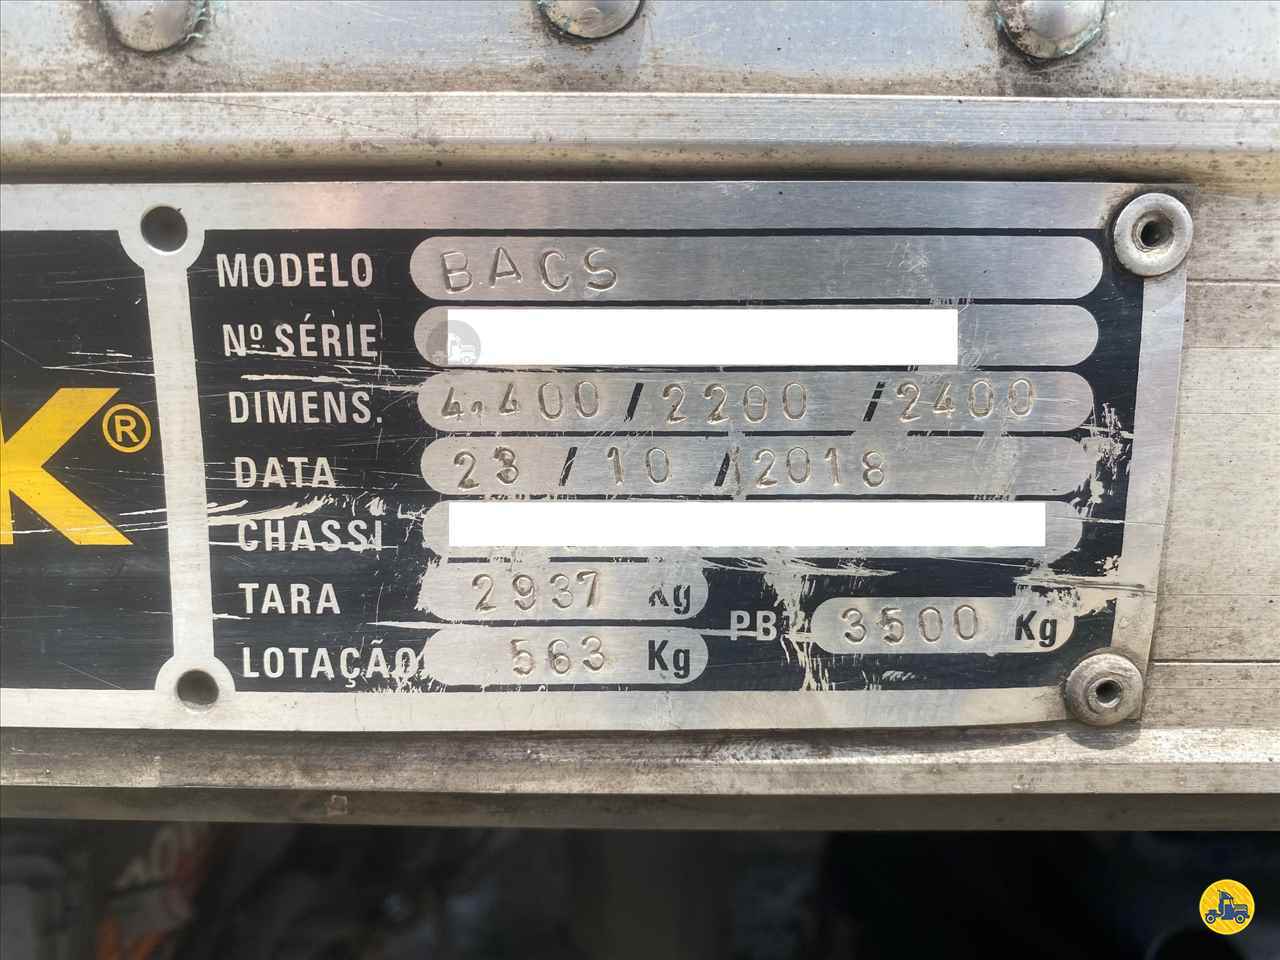 K®
MODELO BACS
Nº SÉRIE
DIMENS. 4.400 / 2200 / 2400
DATA 23 / 10 / 2018
CHASSI
TARA 2937 Kg
PBT 3500 Kg
LOTAÇÃO 563 Kg